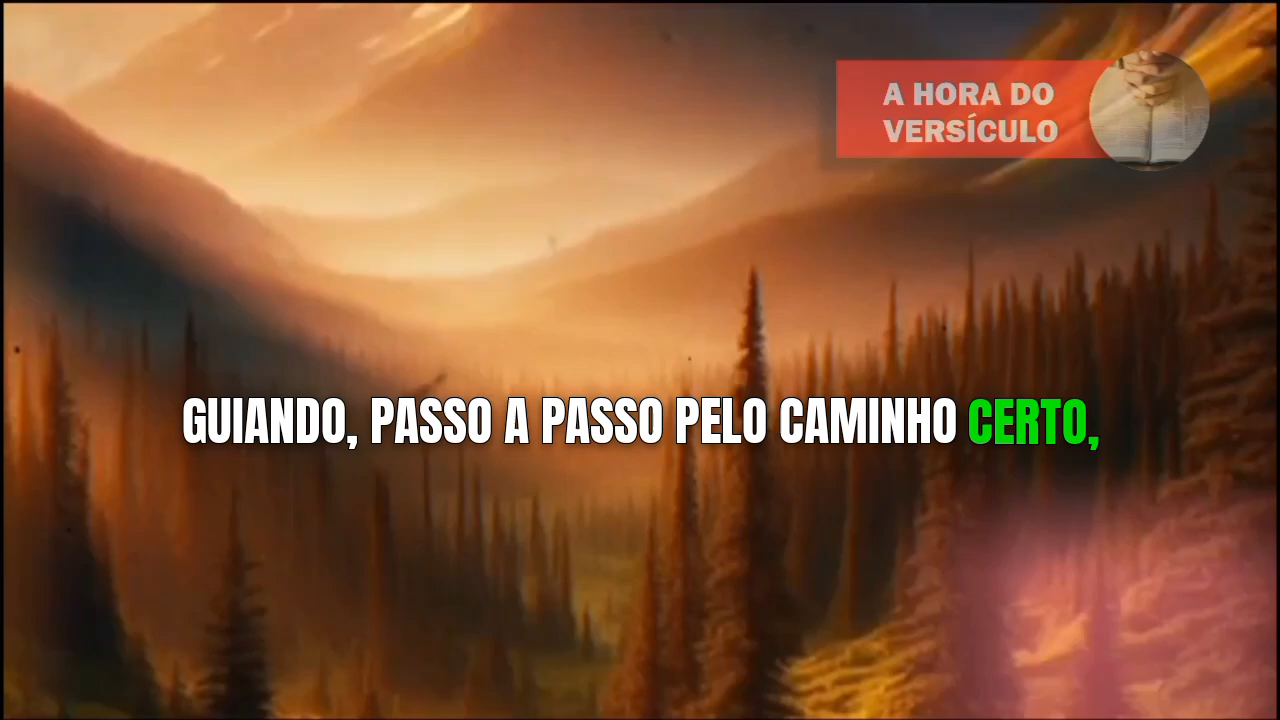 A HORA DO
VERSÍCULO
GUIANDO, PASSO A PASSO PELO CAMINHO CERTO,